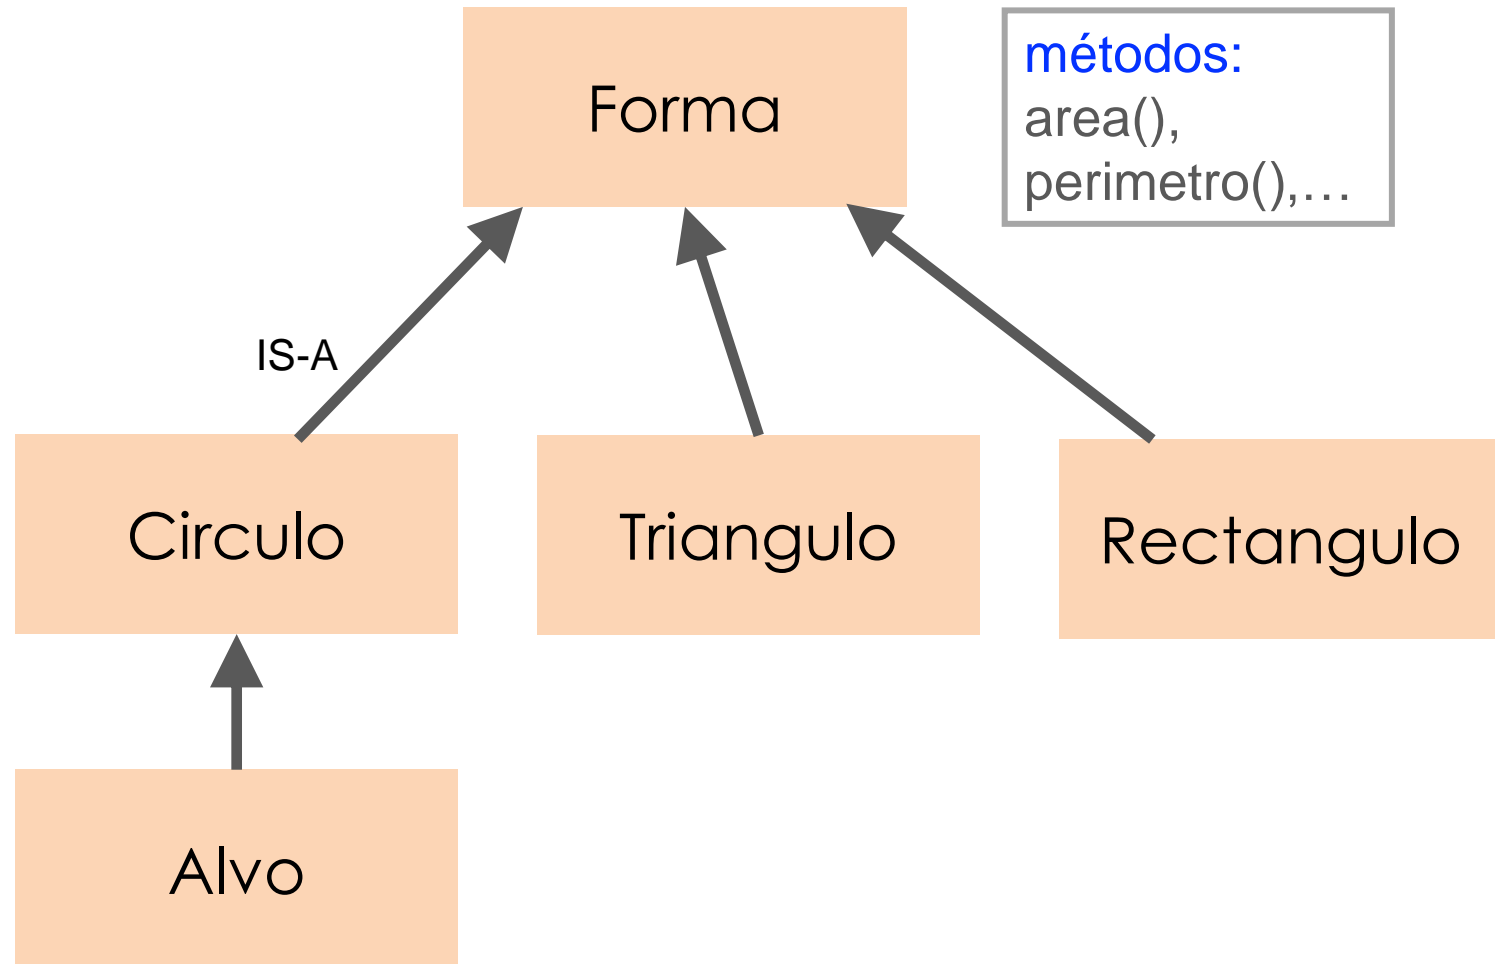 Forma
métodos:
area(),
perimetro(),…
IS-A
Circulo
Triangulo
Rectangulo
Alvo